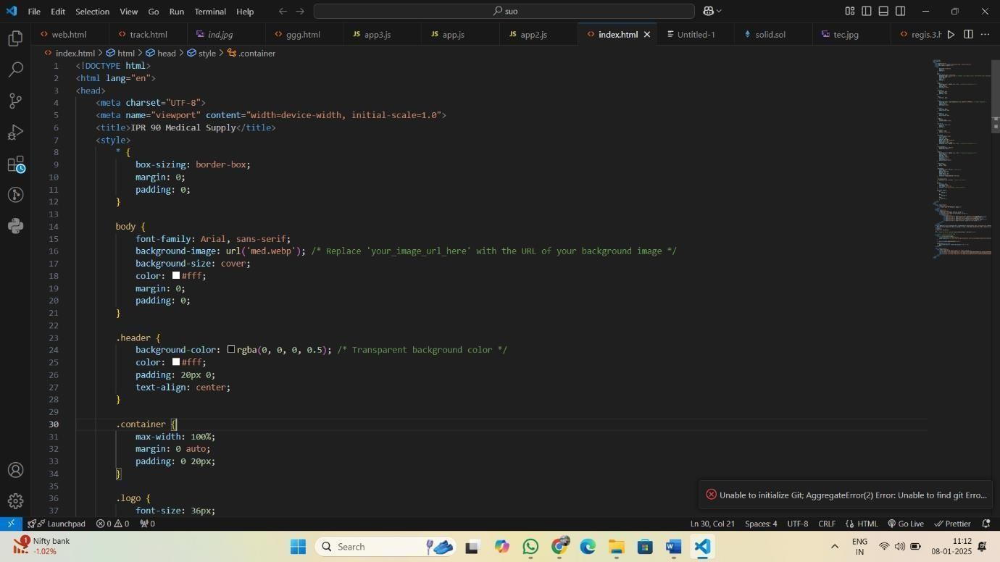 File Edit Selection View Go Run Terminal Help
suo
web.html track.html ind.jpg ggg.html JS app3.js JS app.js JS app2.js index.html Untitled-1 solid.sol tec.jpg regis.3.h
index.html > html > head > style > .container
1 <!DOCTYPE html>
2 <html lang="en">
3 <head>
4 <meta charset="UTF-8">
5 <meta name="viewport" content="width=device-width, initial-scale=1.0">
6 <title>IPR 90 Medical Supply</title>
7 <style>
8 * {
9 box-sizing: border-box;
10 margin: 0;
11 padding: 0;
12 }
13
14 body {
15 font-family: Arial, sans-serif;
16 background-image: url('med.webp'); /* Replace 'your_image_url_here' with the URL of your background image */
17 background-size: cover;
18 color: #fff;
19 margin: 0;
20 padding: 0;
21 }
22
23 .header {
24 background-color: rgba(0, 0, 0, 0.5); /* Transparent background color */
25 color: #fff;
26 padding: 20px 0;
27 text-align: center;
28 }
29
30 .container {
31 max-width: 100%;
32 margin: 0 auto;
33 padding: 0 20px;
34 }
35
36 .logo {
37 font-size: 36px;
Unable to initialize Git; AggregateError(2) Error: Unable to find git Erro...
Launchpad 0 0 0 Ln 30, Col 21 Spaces: 4 UTF-8 CRLF HTML Go Live Prettier
1 Nifty bank
-1.02%
Search
ENG
IN
11:12
08-01-2025